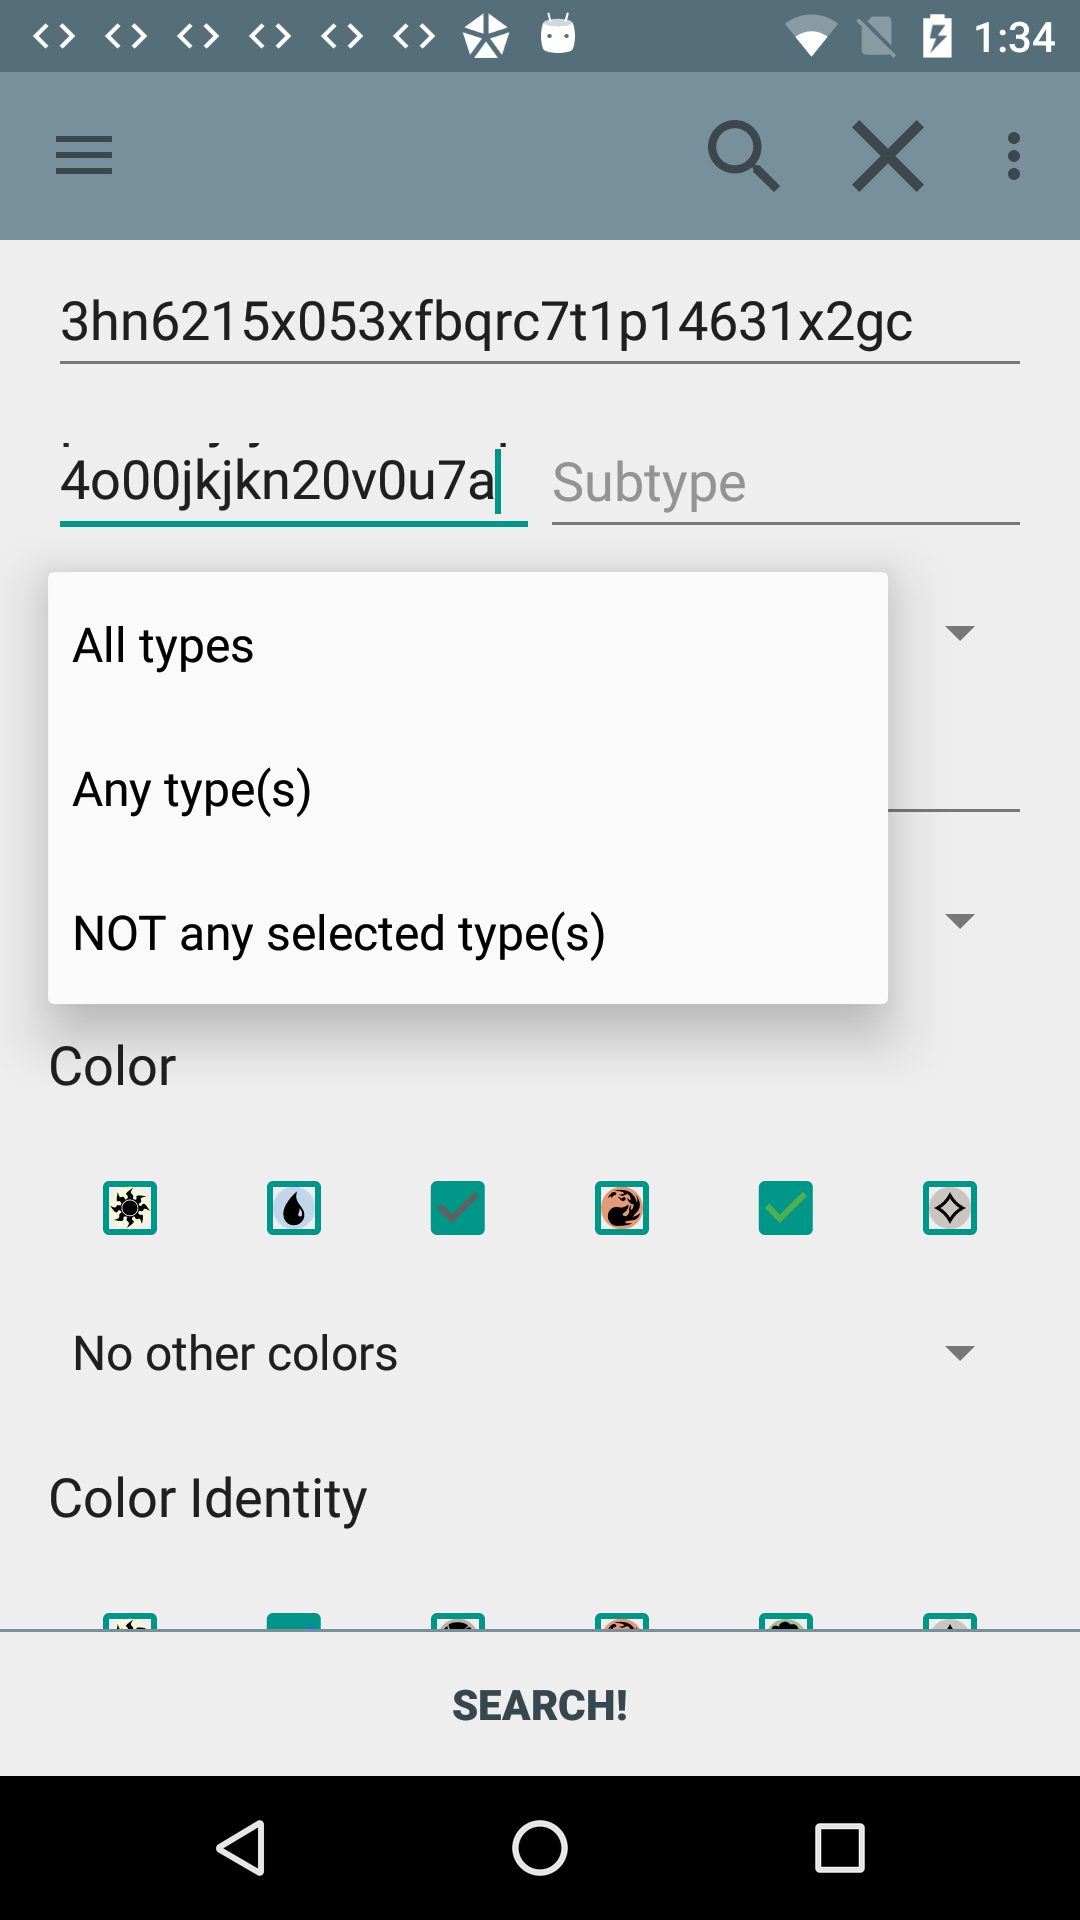 1:34
3hn6215x053xfbqrc7t1p14631x2gc
4o00jkjkn20v0u7a
Subtype
All types
Any type(s)
NOT any selected type(s)
Color
No other colors
Color Identity
SEARCH!